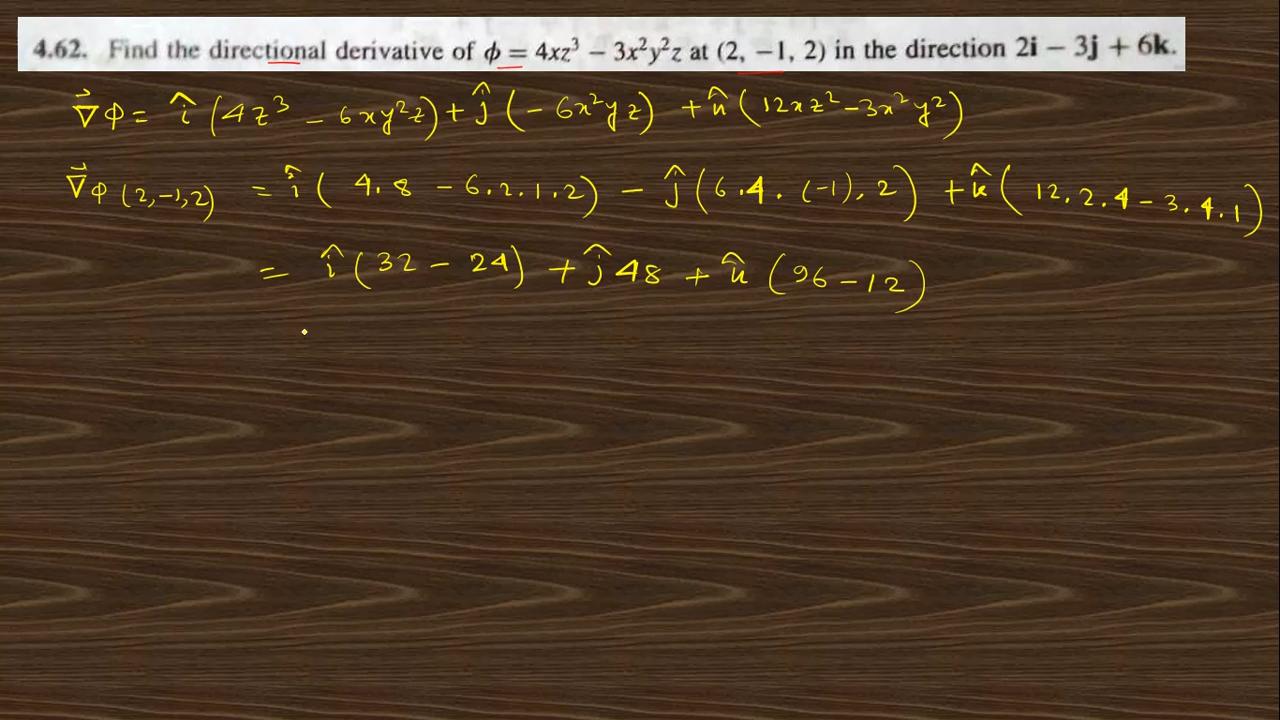 4.62. Find the directional derivative of ϕ = 4xz³ − 3x²y²z at (2, −1, 2) in the direction 2i − 3j + 6k.
∇⃗ϕ = î (4z³ − 6xy²z) + ĵ (−6x²yz) + k̂ (12xz² − 3x²y²)
∇⃗ϕ (2,−1,2) = î ( 4.8 − 6.2.1.2) − ĵ (6.4.(−1).2) + k̂ (12.2.4 − 3.4.1)
= î (32 − 24) + ĵ 48 + k̂ (96 − 12)